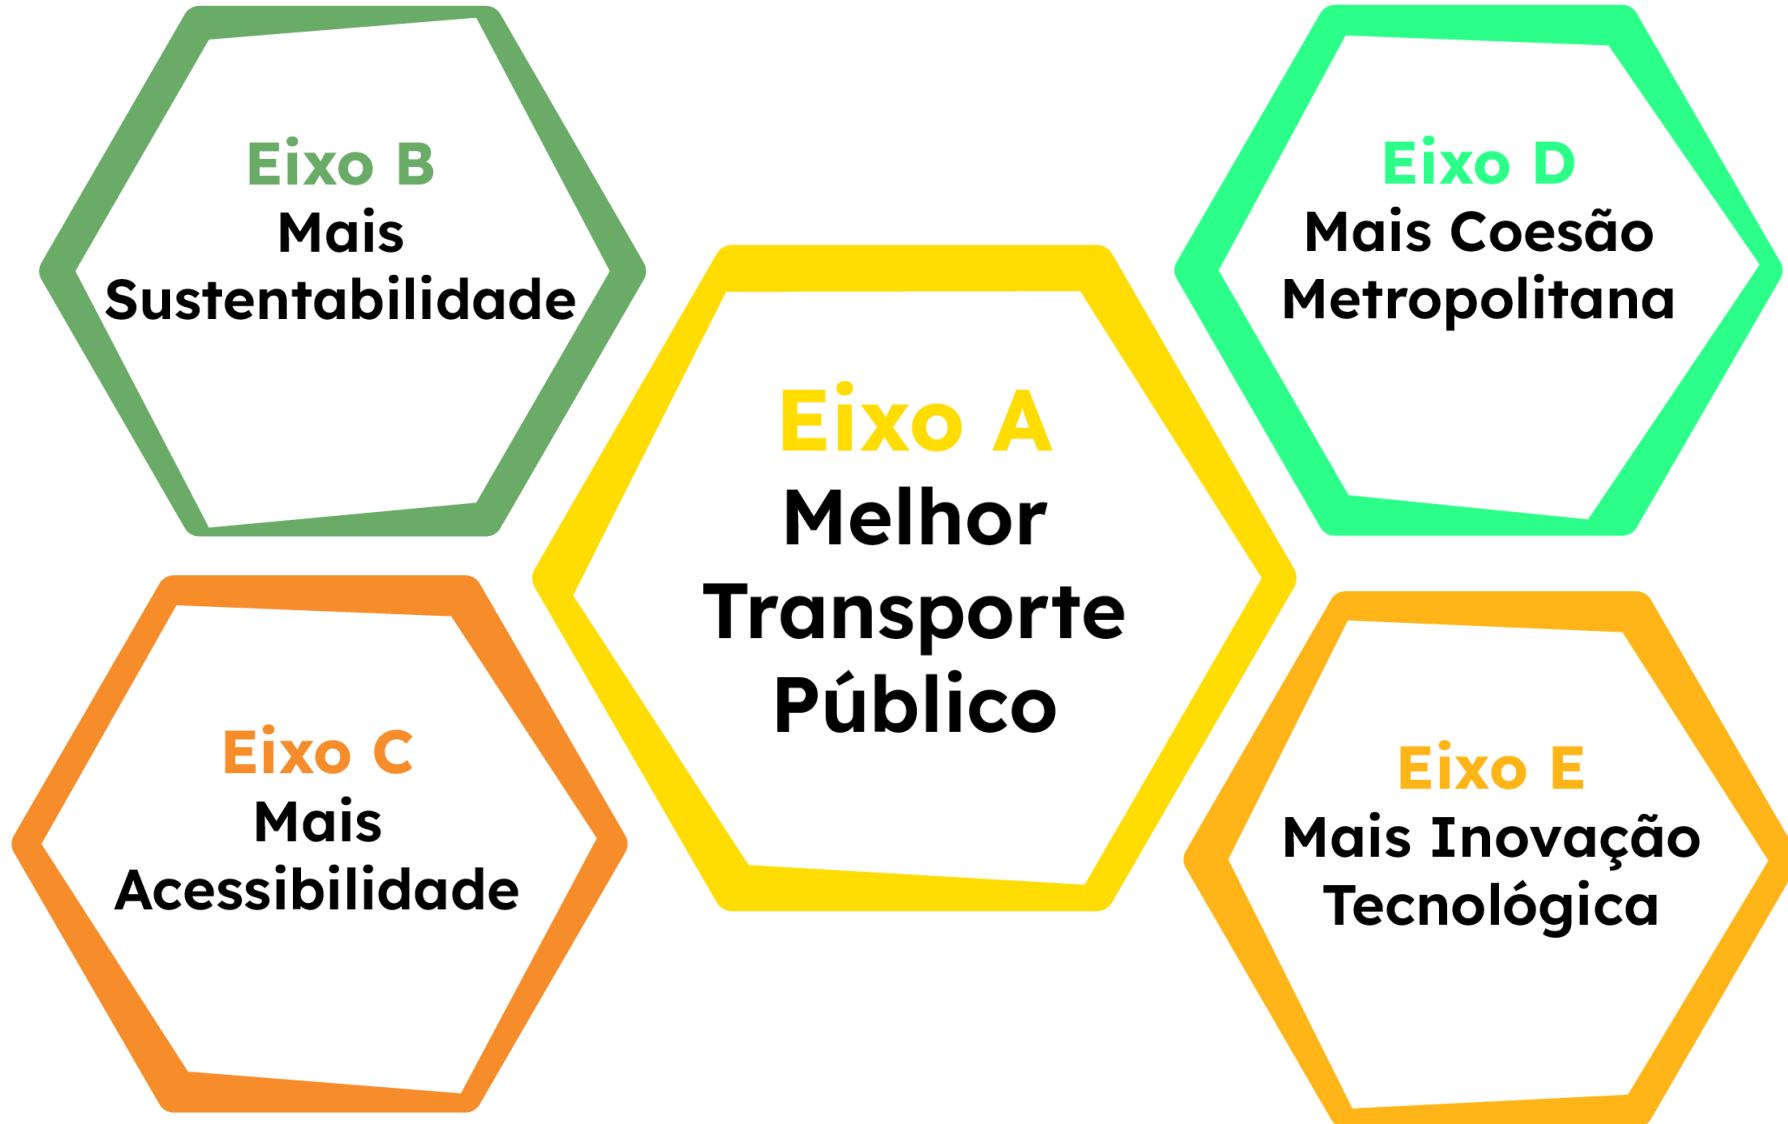 Eixo B
Mais
Sustentabilidade
Eixo D
Mais Coesão
Metropolitana
Eixo A
Melhor
Transporte
Público
Eixo C
Mais
Acessibilidade
Eixo E
Mais Inovação
Tecnológica